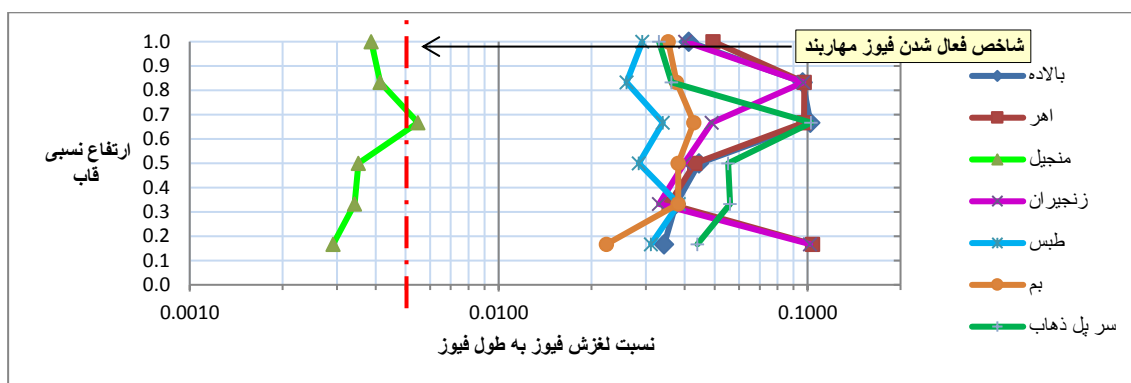 شاخص فعال شدن فیوز مهاربند
1.0
0.9
0.8
0.7
0.6
0.5
0.4
0.3
0.2
0.1
0.0
ارتفاع نسبی
قاب
0.0010
0.0100
0.1000
نسبت لغزش فیوز به طول فیوز
بالاده
اهر
منجیل
زنجیران
طبس
بم
سر پل ذهاب